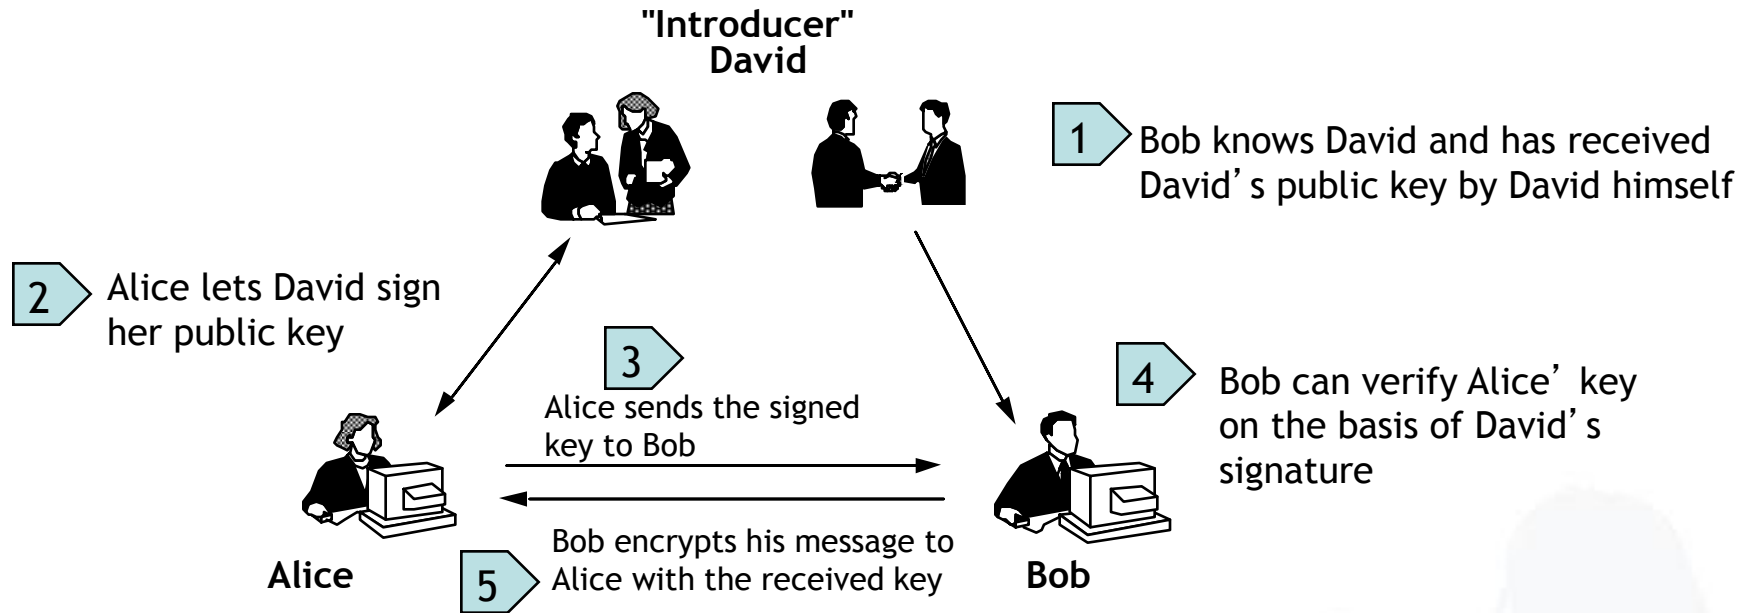 "Introducer"
David
1
Bob knows David and has received
David's public key by David himself
2
Alice lets David sign
her public key
3
Alice sends the signed
key to Bob
4
Bob can verify Alice' key
on the basis of David's
signature
5
Bob encrypts his message to
Alice with the received key
Alice
Bob